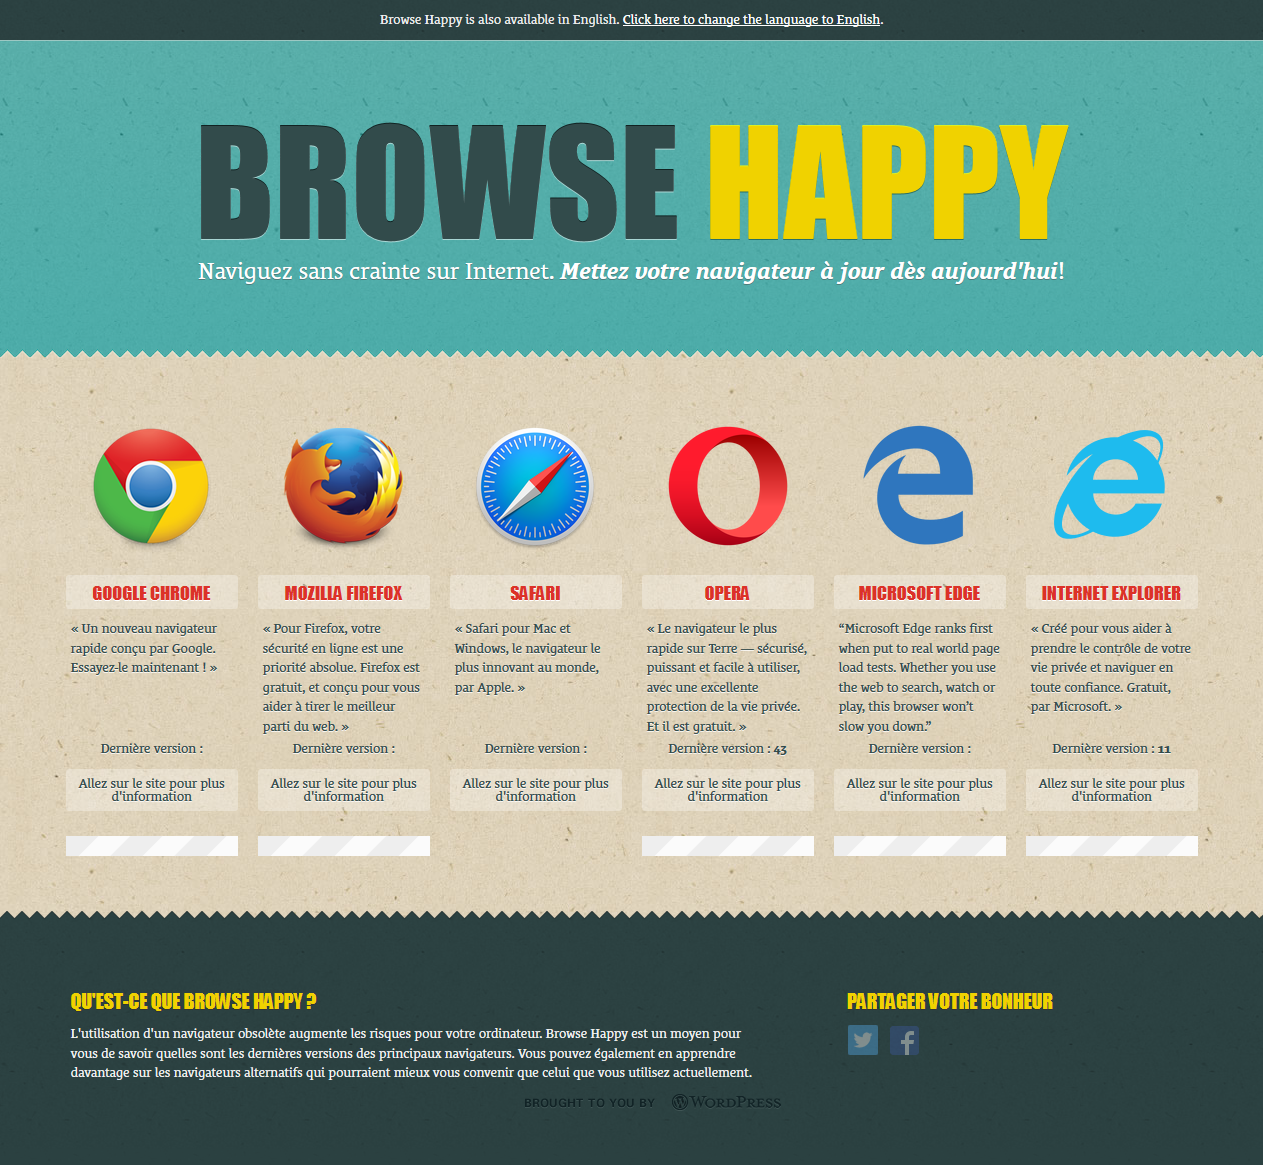 Browse Happy is also available in English. Click here to change the language to English.
BROWSE HAPPY
Naviguez sans crainte sur Internet. Mettez votre navigateur à jour dès aujourd'hui!
GOOGLE CHROME
« Un nouveau navigateur
rapide conçu par Google.
Essayez-le maintenant ! »
Dernière version :
Allez sur le site pour plus
d'information
MOZILLA FIREFOX
« Pour Firefox, votre
sécurité en ligne est une
priorité absolue. Firefox est
gratuit, et conçu pour vous
aider à tirer le meilleur
parti du web. »
Dernière version :
Allez sur le site pour plus
d'information
SAFARI
« Safari pour Mac et
Windows, le navigateur le
plus innovant au monde,
par Apple. »
Dernière version :
Allez sur le site pour plus
d'information
OPERA
« Le navigateur le plus
rapide sur Terre — sécurisé,
puissant et facile à utiliser,
avec une excellente
protection de la vie privée.
Et il est gratuit. »
Dernière version : 43
Allez sur le site pour plus
d'information
MICROSOFT EDGE
“Microsoft Edge ranks first
when put to real world page
load tests. Whether you use
the web to search, watch or
play, this browser won’t
slow you down.”
Dernière version :
Allez sur le site pour plus
d'information
INTERNET EXPLORER
« Créé pour vous aider à
prendre le contrôle de votre
vie privée et naviguer en
toute confiance. Gratuit,
par Microsoft. »
Dernière version : 11
Allez sur le site pour plus
d'information
QU'EST-CE QUE BROWSE HAPPY ?
L'utilisation d'un navigateur obsolète augmente les risques pour votre ordinateur. Browse Happy est un moyen pour
vous de savoir quelles sont les dernières versions des principaux navigateurs. Vous pouvez également en apprendre
davantage sur les navigateurs alternatifs qui pourraient mieux vous convenir que celui que vous utilisez actuellement.
PARTAGER VOTRE BONHEUR
BROUGHT TO YOU BY WORDPRESS